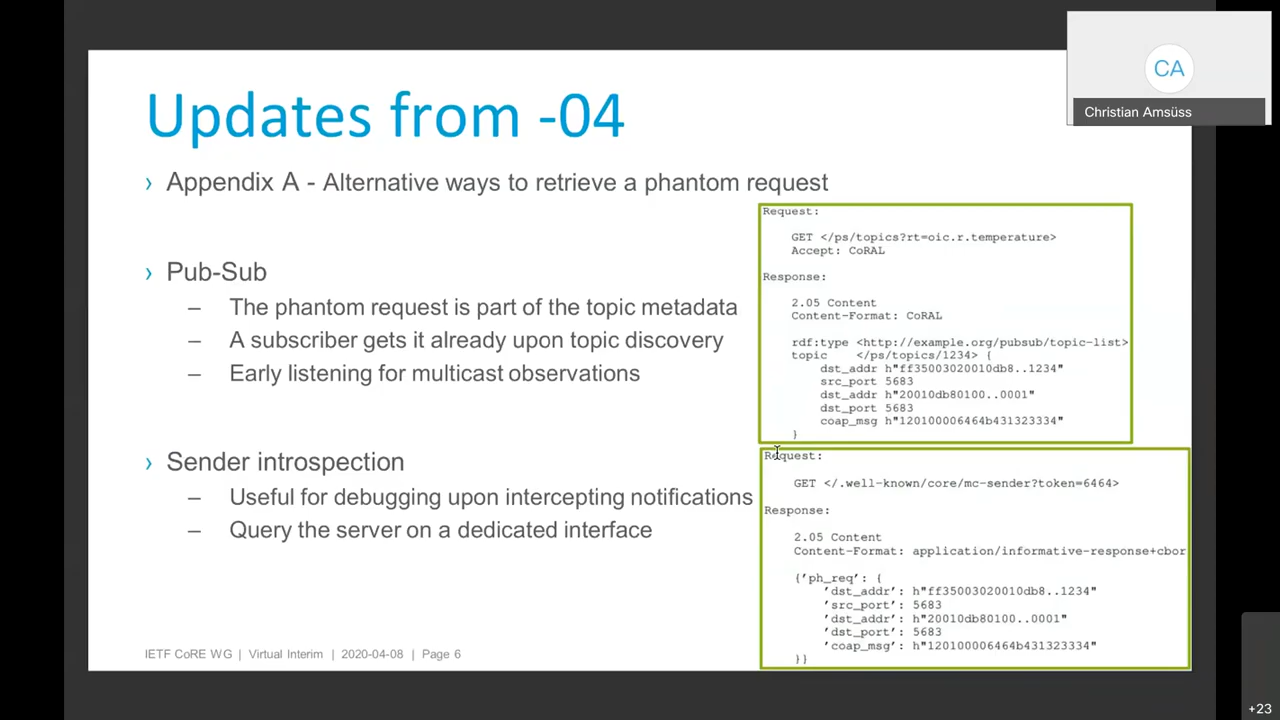 Updates from -04
CA
Christian Amsüss
› Appendix A - Alternative ways to retrieve a phantom request
› Pub-Sub
– The phantom request is part of the topic metadata
– A subscriber gets it already upon topic discovery
– Early listening for multicast observations
› Sender introspection
– Useful for debugging upon intercepting notifications
– Query the server on a dedicated interface
Request:
GET </ps/topics?rt=oic.r.temperature>
Accept: CoRAL
Response:
2.05 Content
Content-Format: CoRAL
rdf:type <http://example.org/pubsub/topic-list>
topic </ps/topics/1234> {
dst_addr h"ff35003020010db8..1234"
src_port 5683
dst_addr h"20010db80100..0001"
dst_port 5683
coap_msg h"120100006464b431323334"
}
Request:
GET </.well-known/core/mc-sender?token=6464>
Response:
2.05 Content
Content-Format: application/informative-response+cbor
{'ph_req': {
'dst_addr': h"ff35003020010db8..1234"
'src_port': 5683
'dst_addr': h"20010db80100..0001"
'dst_port': 5683
'coap_msg': h"120100006464b431323334"
}}
IETF CoRE WG | Virtual Interim | 2020-04-08 | Page 6
+23